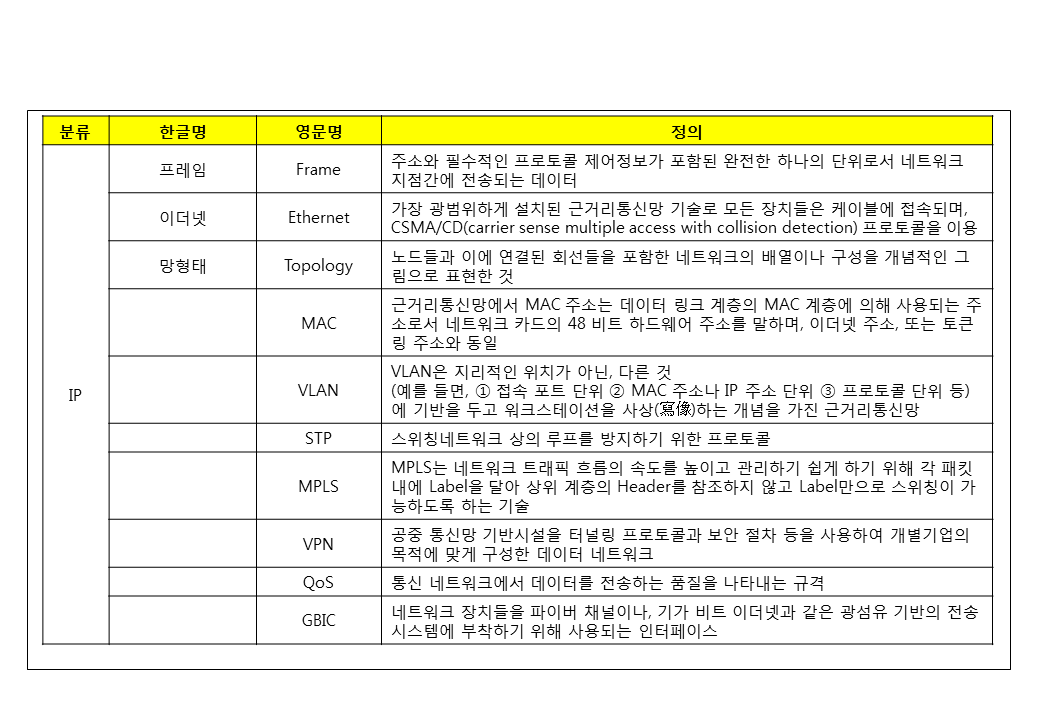 분류 한글명 영문명 정의
IP
프레임 Frame 주소와 필수적인 프로토콜 제어정보가 포함된 완전한 하나의 단위로서 네트워크
지점간에 전송되는 데이터
이더넷 Ethernet 가장 광범위하게 설치된 근거리통신망 기술로 모든 장치들은 케이블에 접속되며,
CSMA/CD(carrier sense multiple access with collision detection) 프로토콜을 이용
망형태 Topology 노드들과 이에 연결된 회선들을 포함한 네트워크의 배열이나 구성을 개념적인 그
림으로 표현한 것
MAC 근거리통신망에서 MAC 주소는 데이터 링크 계층의 MAC 계층에 의해 사용되는 주
소로서 네트워크 카드의 48 비트 하드웨어 주소를 말하며, 이더넷 주소, 또는 토큰
링 주소와 동일
VLAN VLAN은 지리적인 위치가 아닌, 다른 것
(예를 들면, ① 접속 포트 단위 ② MAC 주소나 IP 주소 단위 ③ 프로토콜 단위 등)
에 기반을 두고 워크스테이션을 사상(寫像)하는 개념을 가진 근거리통신망
STP 스위칭네트워크 상의 루프를 방지하기 위한 프로토콜
MPLS MPLS는 네트워크 트래픽 흐름의 속도를 높이고 관리하기 쉽게 하기 위해 각 패킷
내에 Label을 달아 상위 계층의 Header를 참조하지 않고 Label만으로 스위칭이 가
능하도록 하는 기술
VPN 공중 통신망 기반시설을 터널링 프로토콜과 보안 절차 등을 사용하여 개별기업의
목적에 맞게 구성한 데이터 네트워크
QoS 통신 네트워크에서 데이터를 전송하는 품질을 나타내는 규격
GBIC 네트워크 장치들을 파이버 채널이나, 기가 비트 이더넷과 같은 광섬유 기반의 전송
시스템에 부착하기 위해 사용되는 인터페이스